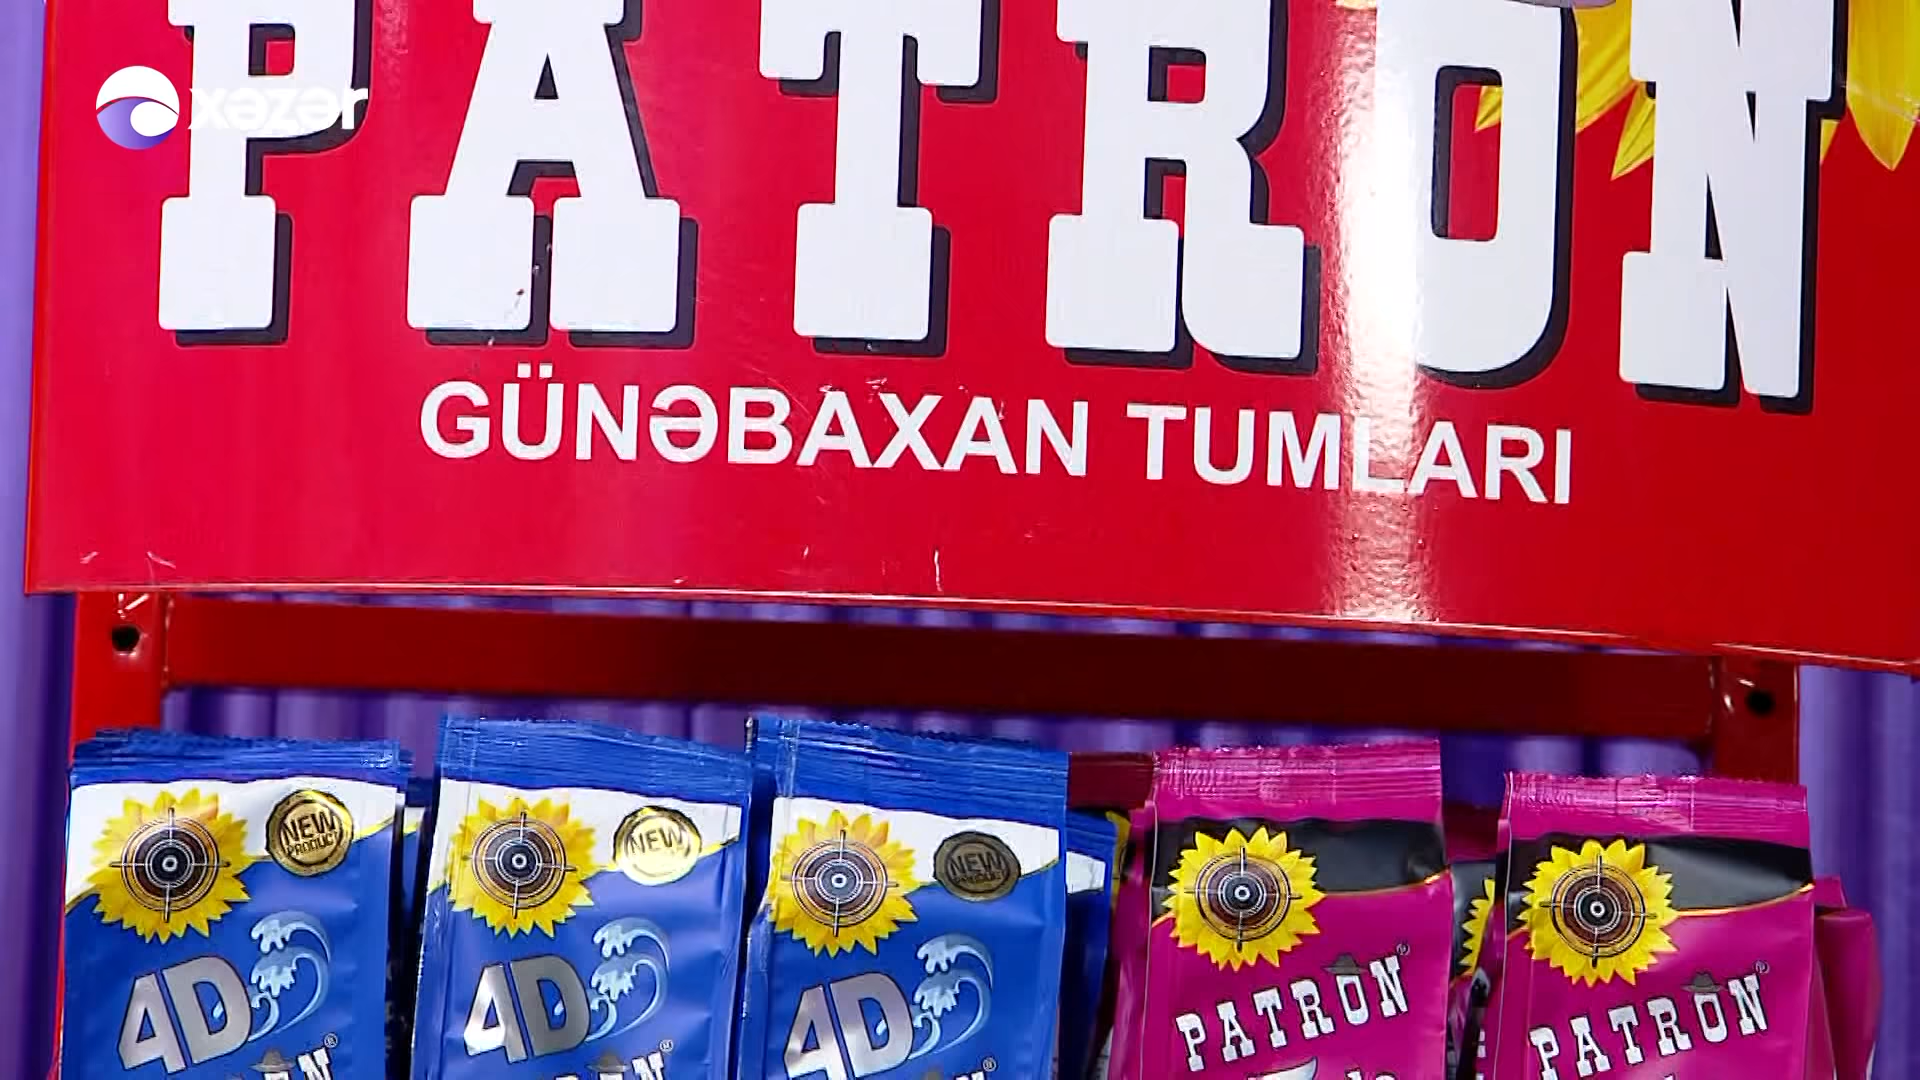 PATRON
xəzər
GÜNƏBAXAN TUMLARI
NEW PRODUCT
NEW
NEW PRODUCT
4D
4D
4D
PATRON
PATRON